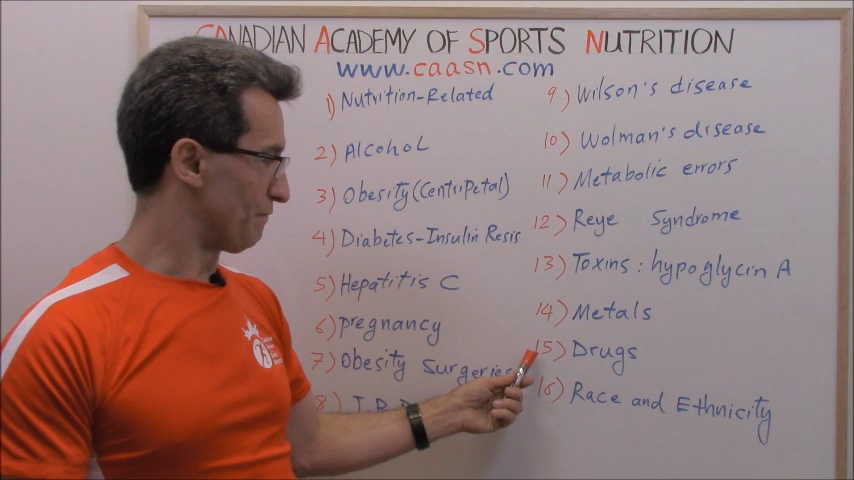 CANADIAN ACADEMY OF SPORTS NUTRITION
www.caasn.com
1) Nutrition-Related
2) Alcohol
3) Obesity (Centripetal)
4) Diabetes-Insulin Resis
5) Hepatitis C
6) pregnancy
7) Obesity Surgeries
8)
9) Wilson's disease
10) Wolman's disease
11) Metabolic errors
12) Reye Syndrome
13) Toxins: hypoglycin A
14) Metals
15) Drugs
16) Race and Ethnicity